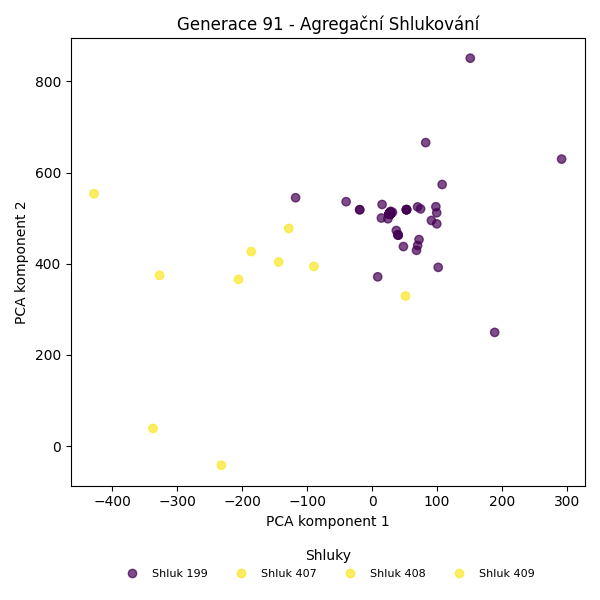 Generace 91 - Agregační Shlukování
PCA komponent 2
800
600
400
200
0
−400 −300 −200 −100 0 100 200 300
PCA komponent 1
Shluky
Shluk 199 Shluk 407 Shluk 408 Shluk 409